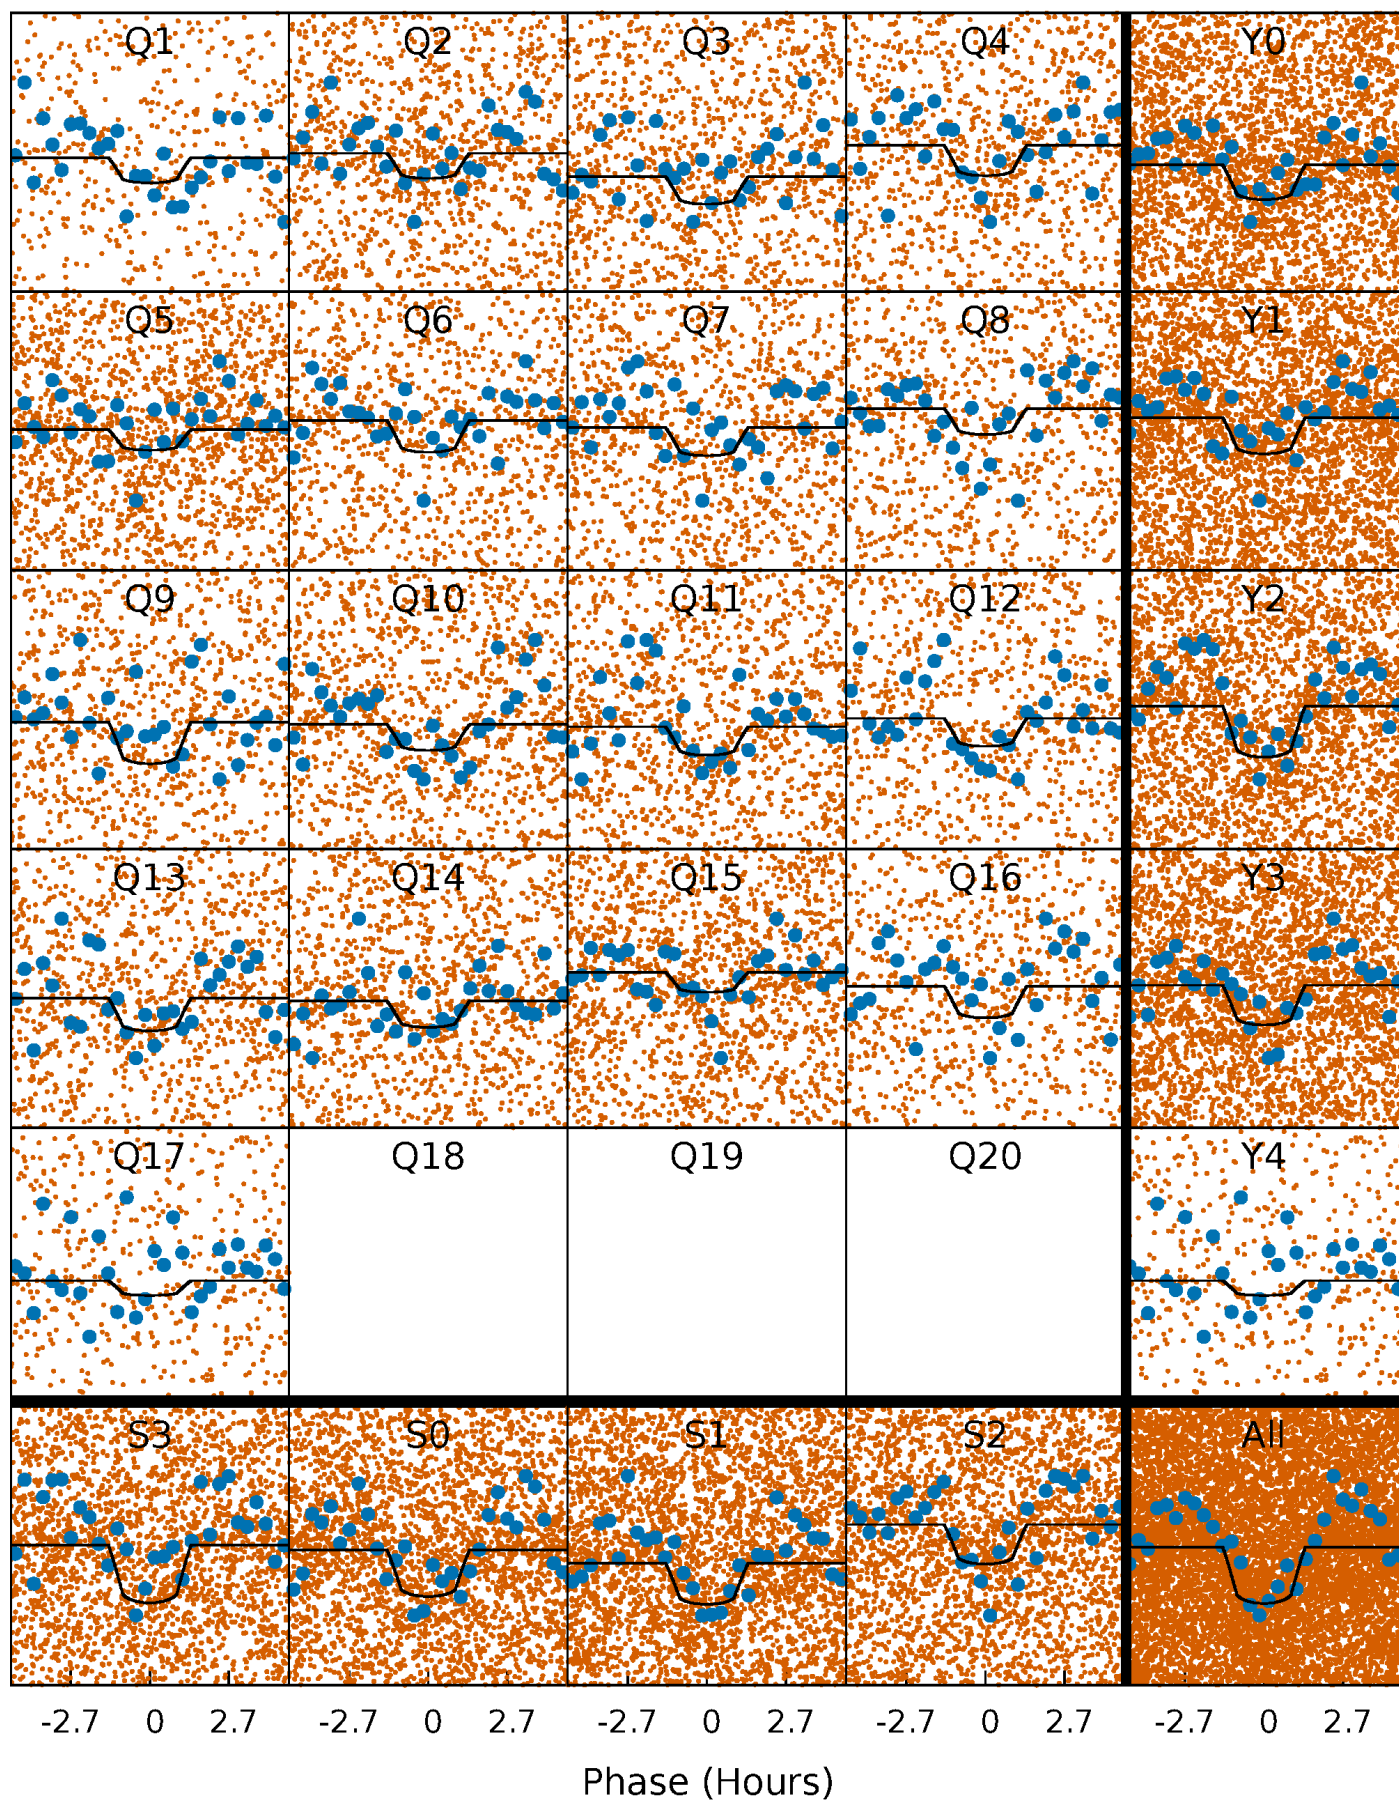 Q1 Q2 Q3 Q4 Y0
Q5 Q6 Q7 Q8 Y1
Q9 Q10 Q11 Q12 Y2
Q13 Q14 Q15 Q16 Y3
Q17 Q18 Q19 Q20 Y4
S3 S0 S1 S2 All
-2.7 0 2.7 -2.7 0 2.7 -2.7 0 2.7 -2.7 0 2.7 -2.7 0 2.7
Phase (Hours)